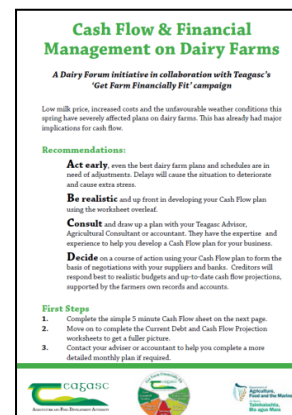 Cash Flow & Financial
Management on Dairy Farms
A Dairy Forum initiative in collaboration with Teagasc's
'Get Farm Financially Fit' campaign
Low milk price, increased costs and the unfavourable weather conditions this
spring have severely affected plans on dairy farms. This has already had major
implications for cash flow.
Recommendations:
Act early, even the best dairy farm plans and schedules are in
need of adjustments. Delays will cause the situation to deteriorate
and cause extra stress.
Be realistic and up front in developing your Cash Flow plan
using the worksheet overleaf.
Consult and draw up a plan with your Teagasc Advisor,
Agricultural Consultant or accountant. They have the expertise and
experience to help you develop a Cash Flow plan for your business.
Decide on a course of action using your Cash Flow plan to form the
basis of negotiations with your suppliers and banks. Creditors will
respond best to realistic budgets and up-to-date cash flow projections,
supported by the farmers own records and accounts.
First Steps
1. Complete the simple 5 minute Cash Flow sheet on the next page.
2. Move on to complete the Current Debt and Cash Flow Projection
worksheets to get a fuller picture.
3. Contact your adviser or accountant to help you complete a more
detailed monthly plan if required.
teagasc
Agriculture and Food Development Authority
Agriculture,
Food and the Marine
Talmhaíochta,
Bia agus Mara